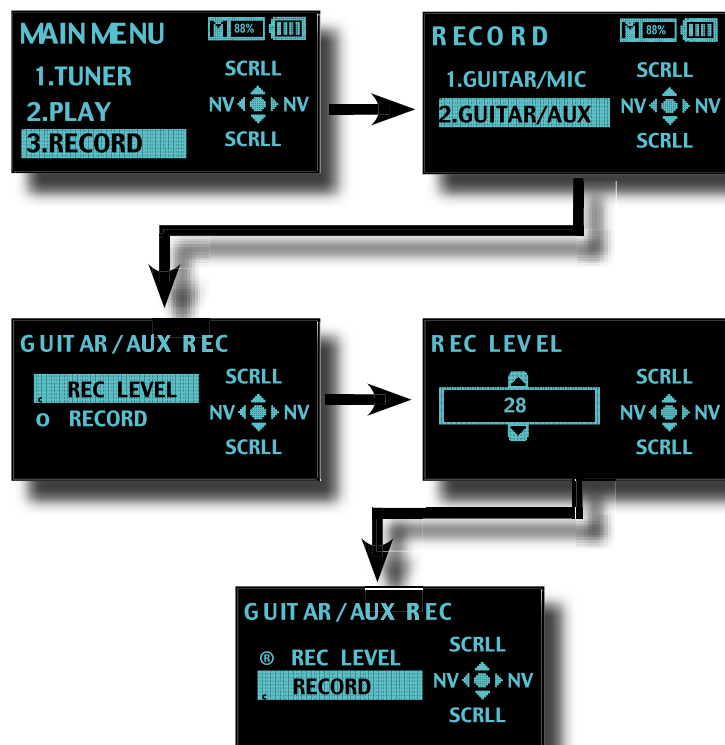 MAIN MENU 88%
1.TUNER SCRLL
2.PLAY NV NV
3.RECORD SCRLL
RECORD 88%
1.GUITAR/MIC SCRLL
2.GUITAR/AUX NV NV
SCRLL
GUITAR/AUX REC
REC LEVEL SCRLL
o RECORD NV NV
SCRLL
REC LEVEL
SCRLL
28 NV NV
SCRLL
GUITAR/AUX REC
® REC LEVEL SCRLL
RECORD NV NV
SCRLL